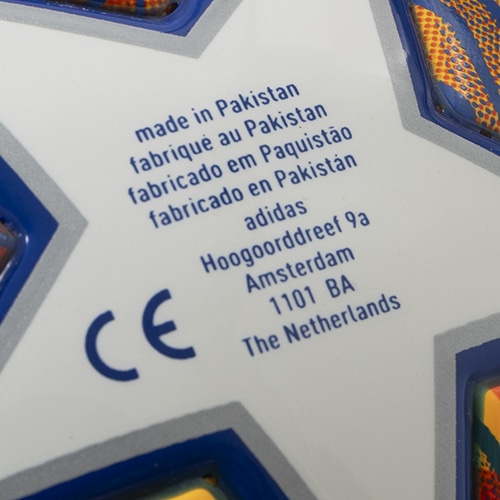 made in Pakistan
fabriqué au Pakistan
fabricado em Paquistão
fabricado en Pakistán
adidas
Hoogoorddreef 9a
Amsterdam
1101 BA
The Netherlands
CE